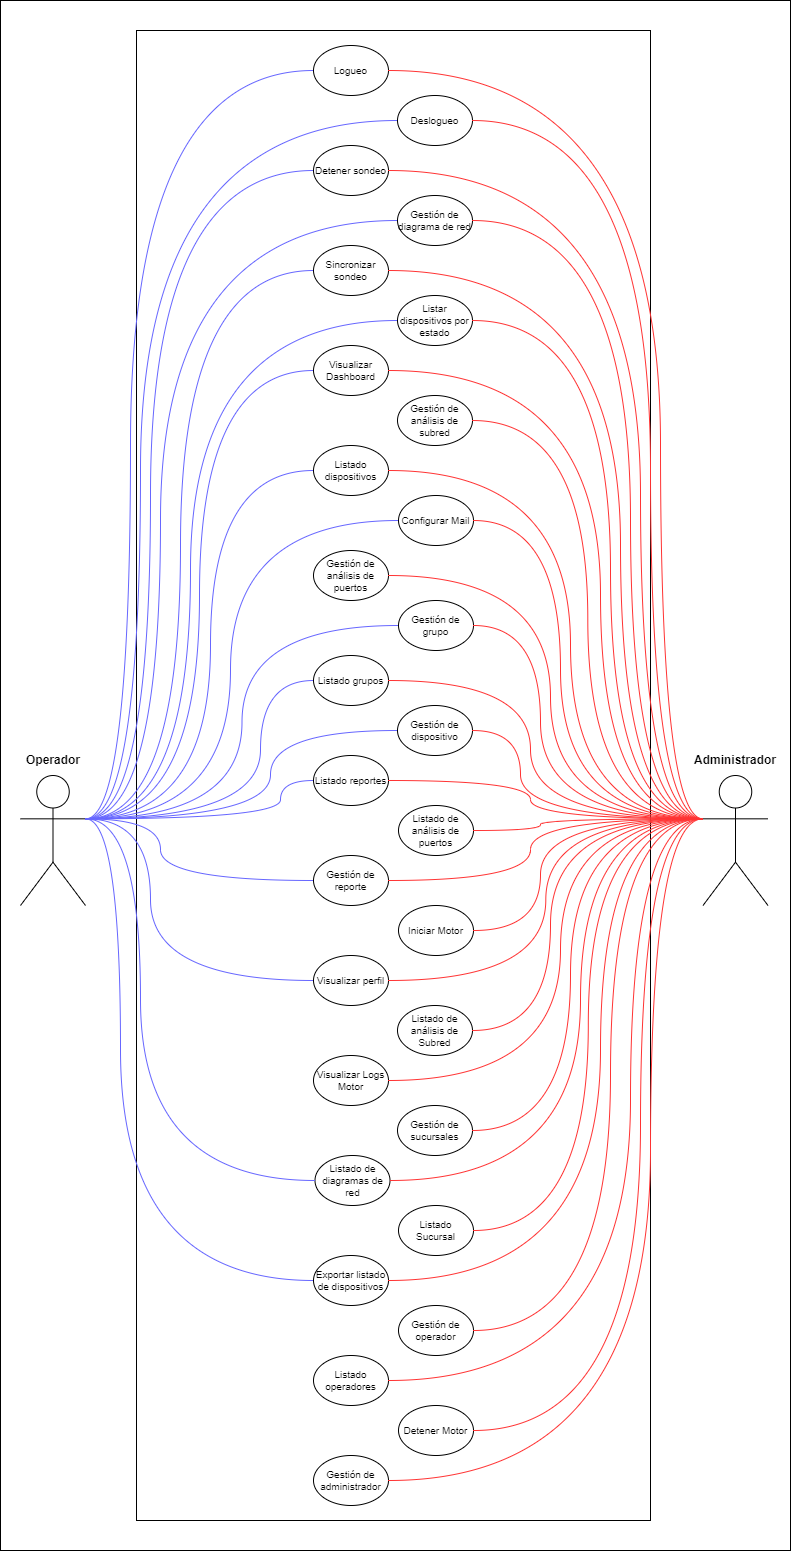 Logueo
Deslogueo
Detener sondeo
Gestión de
diagrama de red
Sincronizar
sondeo
Listar
dispositivos por
estado
Visualizar
Dashboard
Gestión de
análisis de
subred
Listado
dispositivos
Configurar Mail
Gestión de
análisis de
puertos
Gestión de
grupo
Listado grupos
Gestión de
dispositivo
Operador
Administrador
Listado reportes
Listado de
análisis de
puertos
Gestión de
reporte
Iniciar Motor
Visualizar perfil
Listado de
análisis de
Subred
Visualizar Logs
Motor
Gestión de
sucursales
Listado de
diagramas de
red
Listado
Sucursal
Exportar listado
de dispositivos
Gestión de
operador
Listado
operadores
Detener Motor
Gestión de
administrador